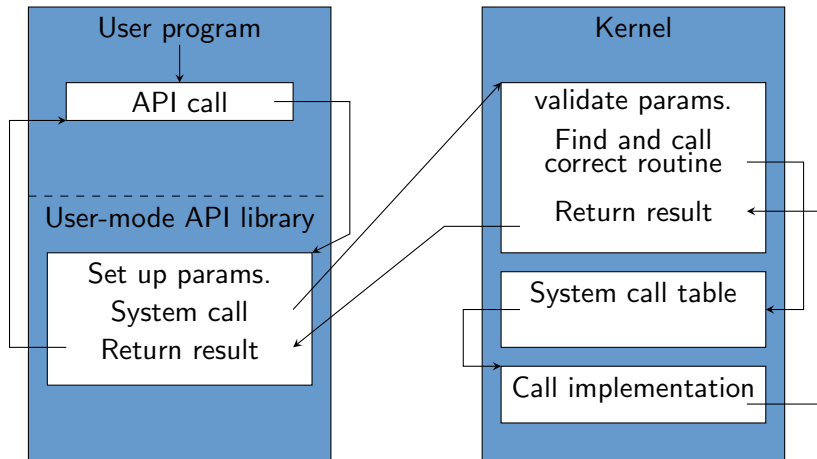 User program
API call
User-mode API library
Set up params.
System call
Return result
Kernel
validate params.
Find and call
correct routine
Return result
System call table
Call implementation